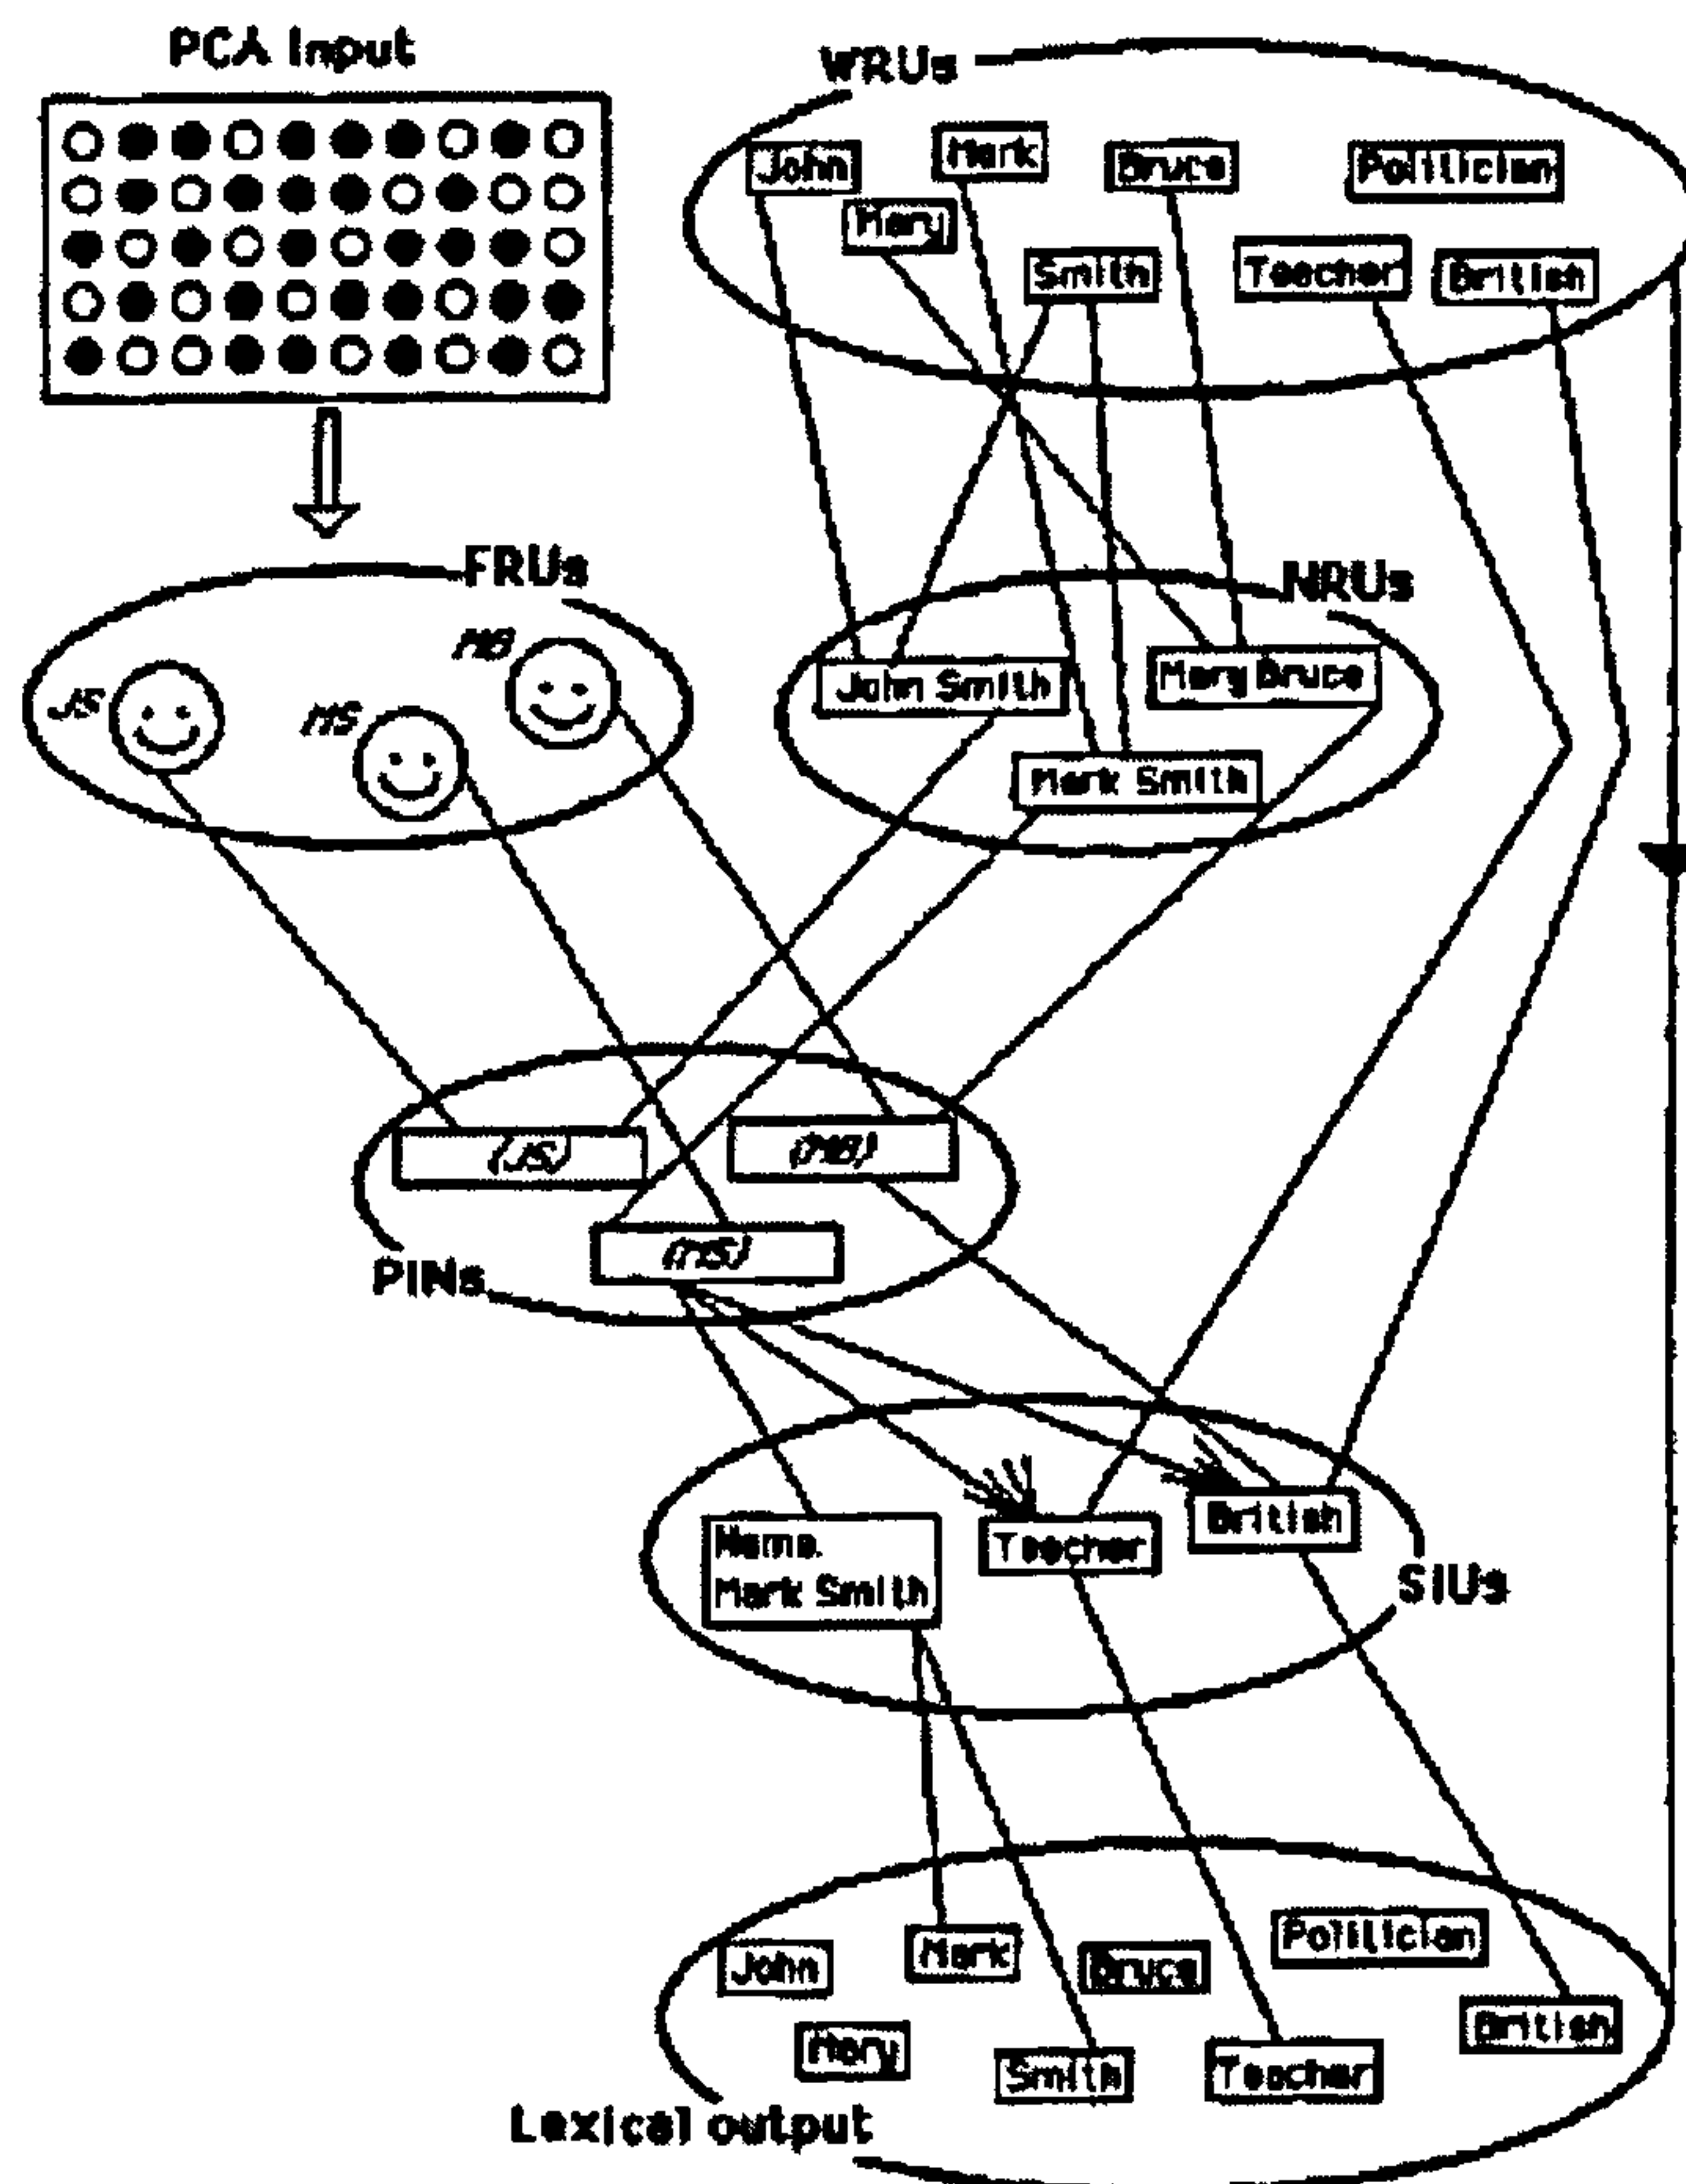 PCA Input
WRUs
John
Mark
Bruce
Politician
Mary
Smith
Teacher
British
FRUs
NRUs
JS
MS
MB
John Smith
Mary Bruce
Mark Smith
(JS)
(MB)
(MS)
PINs
Name.
Mark Smith
Teacher
British
SIUs
John
Mark
Bruce
Politician
Mary
Smith
Teacher
British
Lexical output